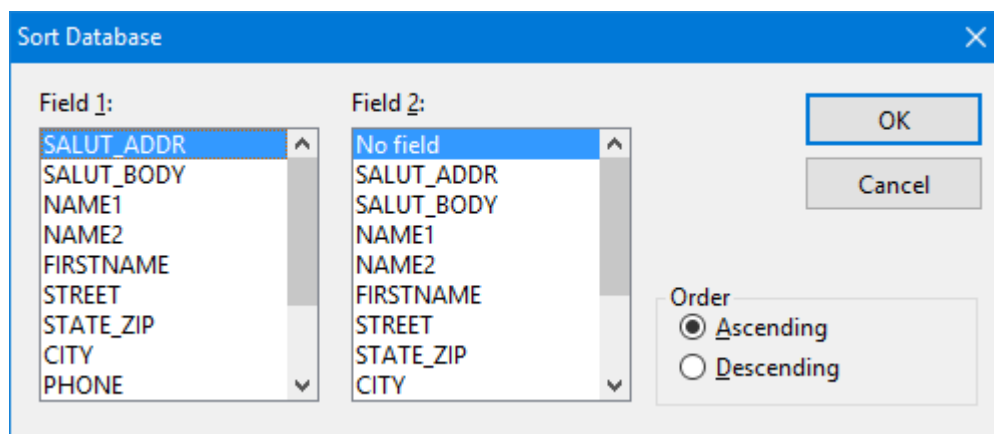 Sort Database
Field 1:
SALUT_ADDR
SALUT_BODY
NAME1
NAME2
FIRSTNAME
STREET
STATE_ZIP
CITY
PHONE
Field 2:
No field
SALUT_ADDR
SALUT_BODY
NAME1
NAME2
FIRSTNAME
STREET
STATE_ZIP
CITY
OK
Cancel
Order
Ascending
Descending